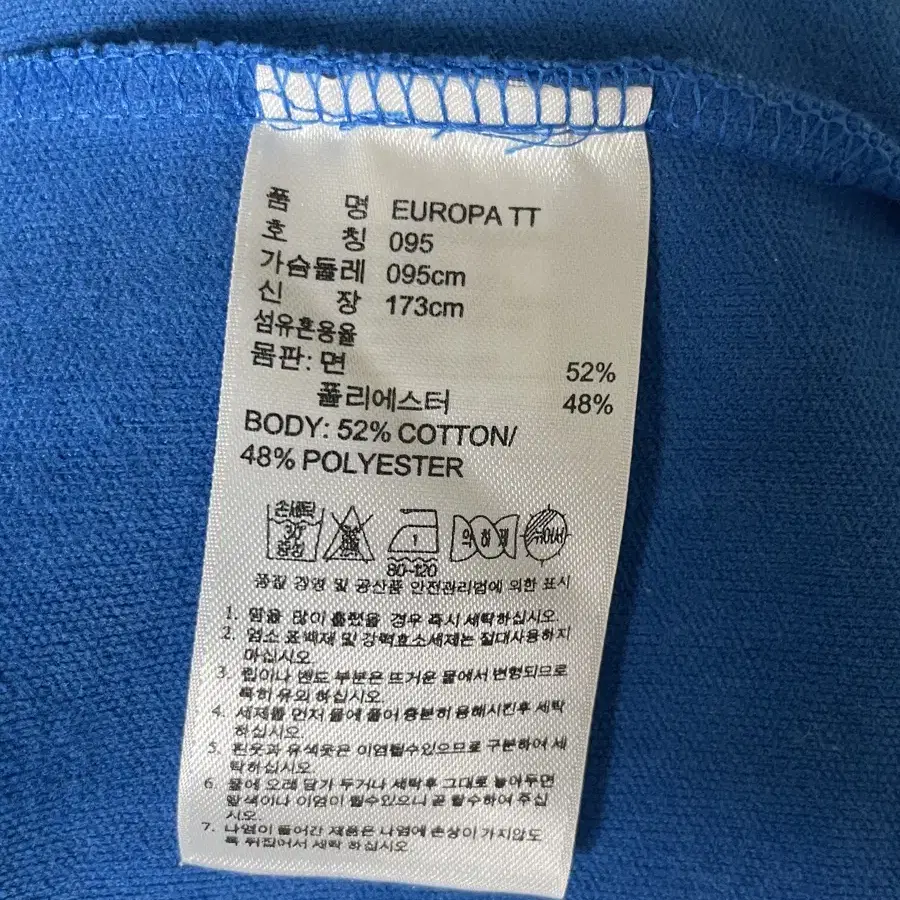 품 명 EUROPA TT
호 칭 095
가슴둘레 095cm
신 장 173cm
섬유혼용율
몸판: 면 52%
폴리에스터 48%
BODY: 52% COTTON/
48% POLYESTER
손세탁 30° 중성 1 약하게
80~120
품질 경영 및 공산품 안전관리법에 의한 표시
1. 땀을 많이 흘렸을 경우 즉시 세탁하십시오.
2. 염소 표백제 및 강력효소세제는 절대사용하지
마십시오
3. 립이나 밴드 부분은 뜨거운 물에서 변형되므로
특히 유의 하십시오
4. 세제를 먼저 물에 풀어 충분히 용해시킨후 세탁
하십시오
5. 흰옷과 유색옷은 이염될수있으므로 구분하여 세
탁하십시오
6. 물에 오래 담가 두거나 세탁후 그대로 놓아두면
탈색이나 이염이 될수있으니 곧 탈수하여 주십
시오
7. 나염이 들어간 제품은 나염에 손상이 가지않도
록 뒤집어서 세탁 하십시오